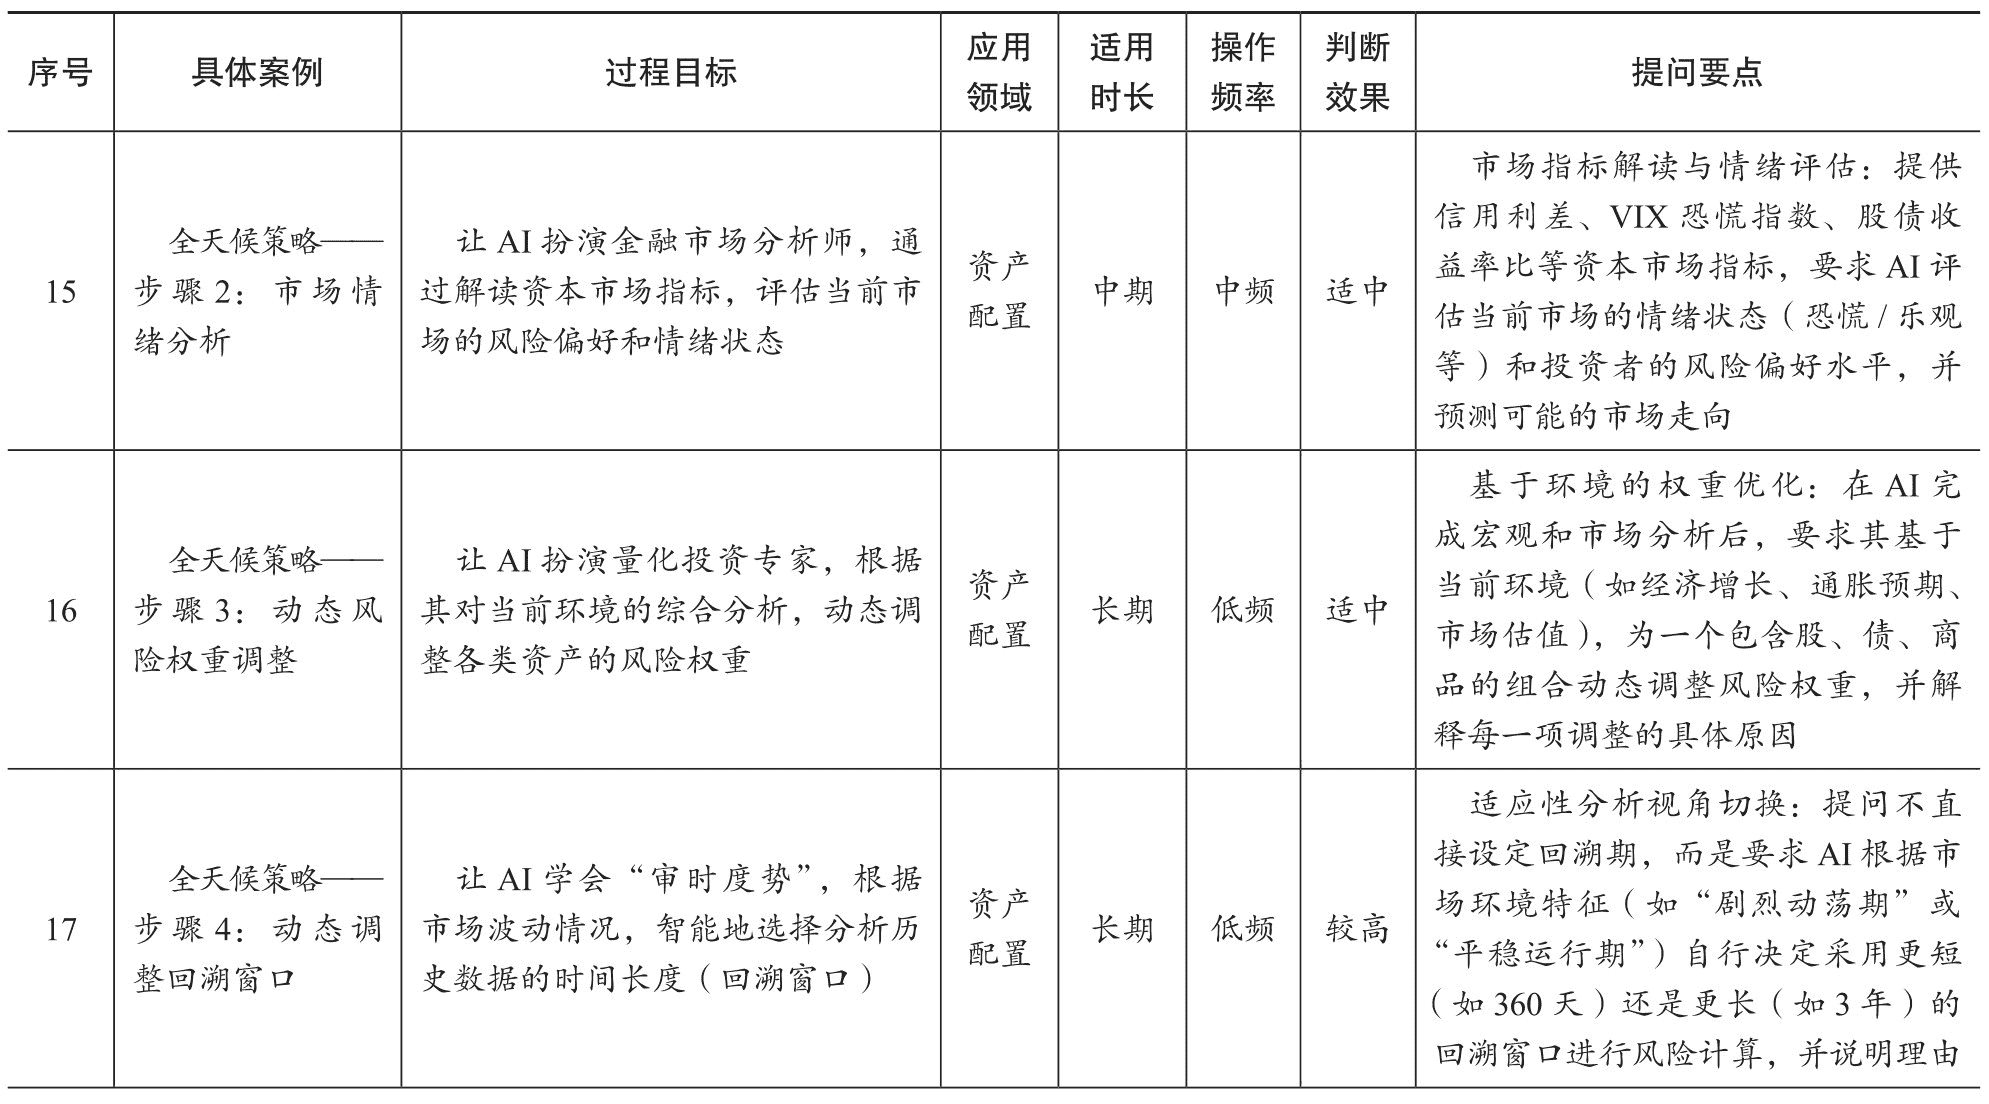 序号
具体案例
过程目标
应用
领域
适用
时长
操作
频率
判断
效果
提问要点
15
全天候策略——
步骤2：市场情
绪分析
让AI扮演金融市场分析师，通
过解读资本市场指标，评估当前市
场的风险偏好和情绪状态
资产
配置
中期
中频
适中
市场指标解读与情绪评估：提供
信用利差、VIX 恐慌指数、股债收
益率比等资本市场指标，要求AI评
估当前市场的情绪状态（恐慌/乐观
等）和投资者的风险偏好水平，并
预测可能的市场走向
16
全天候策略——
步骤3：动态风
险权重调整
让AI扮演量化投资专家，根据
其对当前环境的综合分析，动态调
整各类资产的风险权重
资产
配置
长期
低频
适中
基于环境的权重优化：在AI完
成宏观和市场分析后，要求其基于
当前环境（如经济增长、通胀预期、
市场估值），为一个包含股、债、商
品的组合动态调整风险权重，并解
释每一项调整的具体原因
17
全天候策略——
步骤4：动态调
整回溯窗口
让AI学会“审时度势”，根据
市场波动情况，智能地选择分析历
史数据的时间长度（回溯窗口）
资产
配置
长期
低频
较高
适应性分析视角切换：提问不直
接设定回溯期，而是要求AI根据市
场环境特征（如“剧烈动荡期”或
“平稳运行期”）自行决定采用更短
（如360天）还是更长（如3年）的
回溯窗口进行风险计算，并说明理由